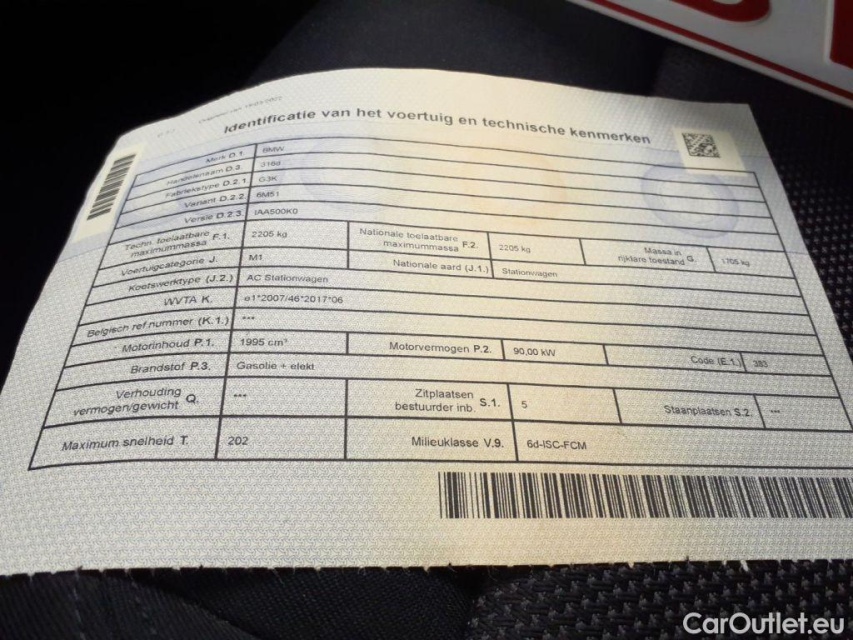 Identificatie van het voertuig en technische kenmerken
Merk D.1. BMW
Handelsnaam D.3. 318d
Fabriekstype D.2.1. G3K
Variant D.2.2. 6M51
Versie D.2.3. IAA500K0
Techn. toelaatbare maximummassa F.1. 2205 kg Nationale toelaatbare maximummassa F.2. 2205 kg Massa in rijklare toestand G. 1705 kg
Voertuigcategorie J. M1 Nationale aard (J.1.) Stationwagen
Koetswerktype (J.2.) AC Stationwagen
WVTA K. e1*2007/46*2017*06
Belgisch ref.nummer (K.1.) ***
Motorinhoud P.1. 1995 cm³ Motorvermogen P.2. 90,00 kW Code (E.1.) 383
Brandstof P.3. Gasolie + elekt
Verhouding vermogen/gewicht Q. *** Zitplaatsen bestuurder inb. S.1. 5 Staanplaatsen S.2. ***
Maximum snelheid T. 202 Milieuklasse V.9. 6d-ISC-FCM
CarOutlet.eu